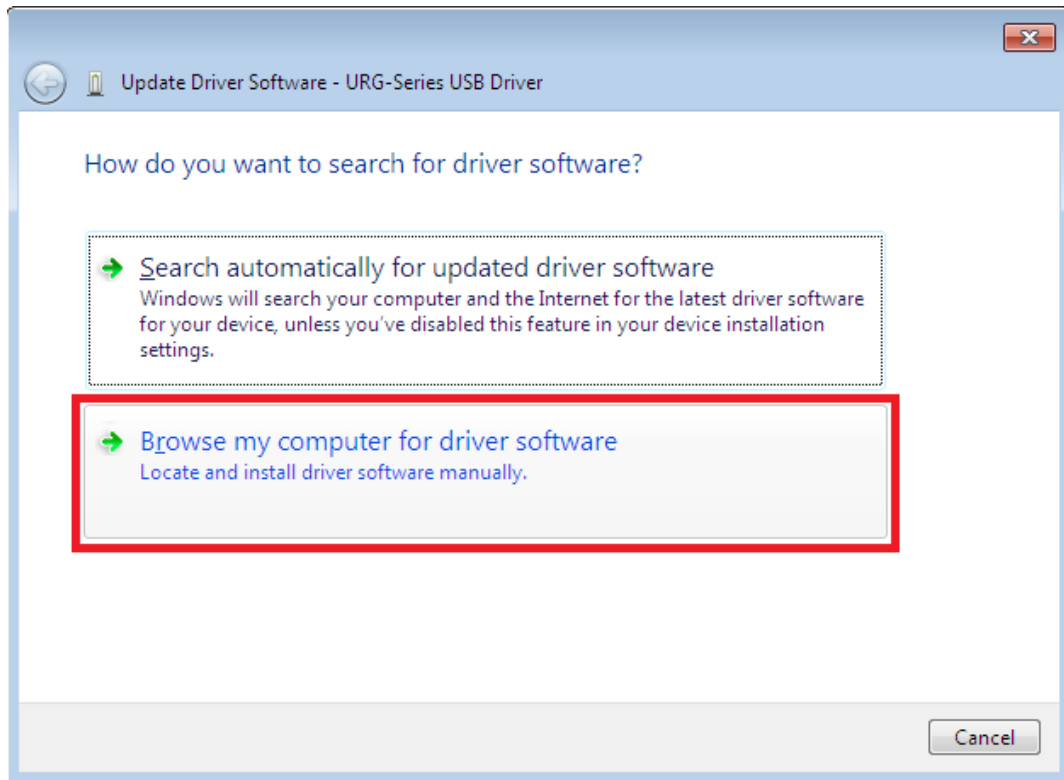 Update Driver Software - URG-Series USB Driver
How do you want to search for driver software?
Search automatically for updated driver software
Windows will search your computer and the Internet for the latest driver software
for your device, unless you've disabled this feature in your device installation
settings.
Browse my computer for driver software
Locate and install driver software manually.
Cancel